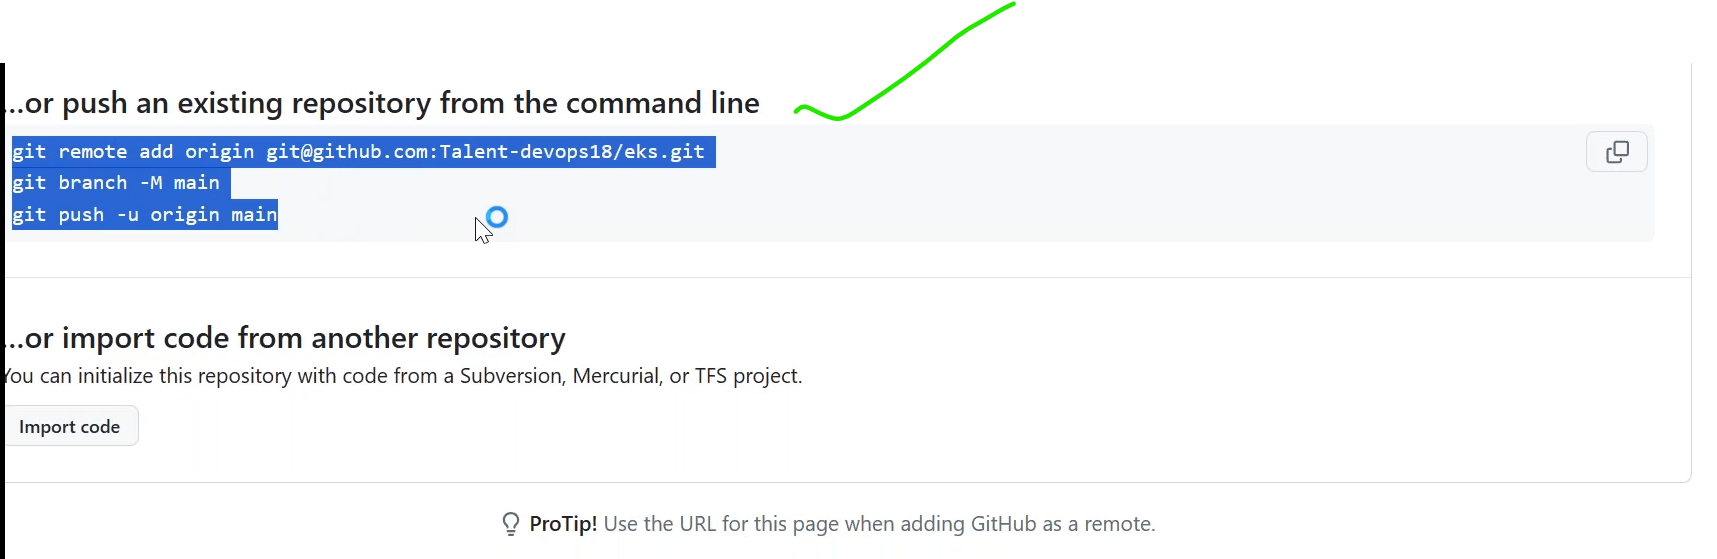 ...or push an existing repository from the command line
git remote add origin git@github.com:Talent-devops18/eks.git
git branch -M main
git push -u origin main
...or import code from another repository
You can initialize this repository with code from a Subversion, Mercurial, or TFS project.
Import code
ProTip! Use the URL for this page when adding GitHub as a remote.